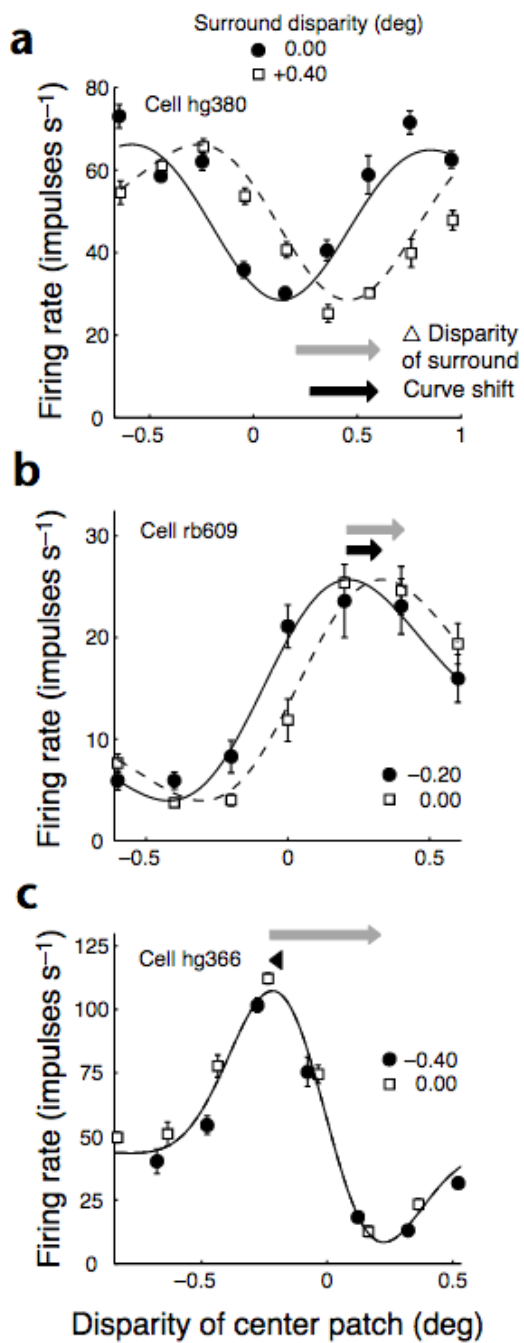 a
Surround disparity (deg)
0.00
+0.40
Cell hg380
Firing rate (impulses s⁻¹)
80
60
40
20
0
△ Disparity
of surround
Curve shift
−0.5
0
0.5
1
b
Cell rb609
Firing rate (impulses s⁻¹)
30
20
10
0
−0.20
0.00
−0.5
0
0.5
c
Cell hg366
Firing rate (impulses s⁻¹)
125
100
75
50
25
0
−0.40
0.00
−0.5
0
0.5
Disparity of center patch (deg)